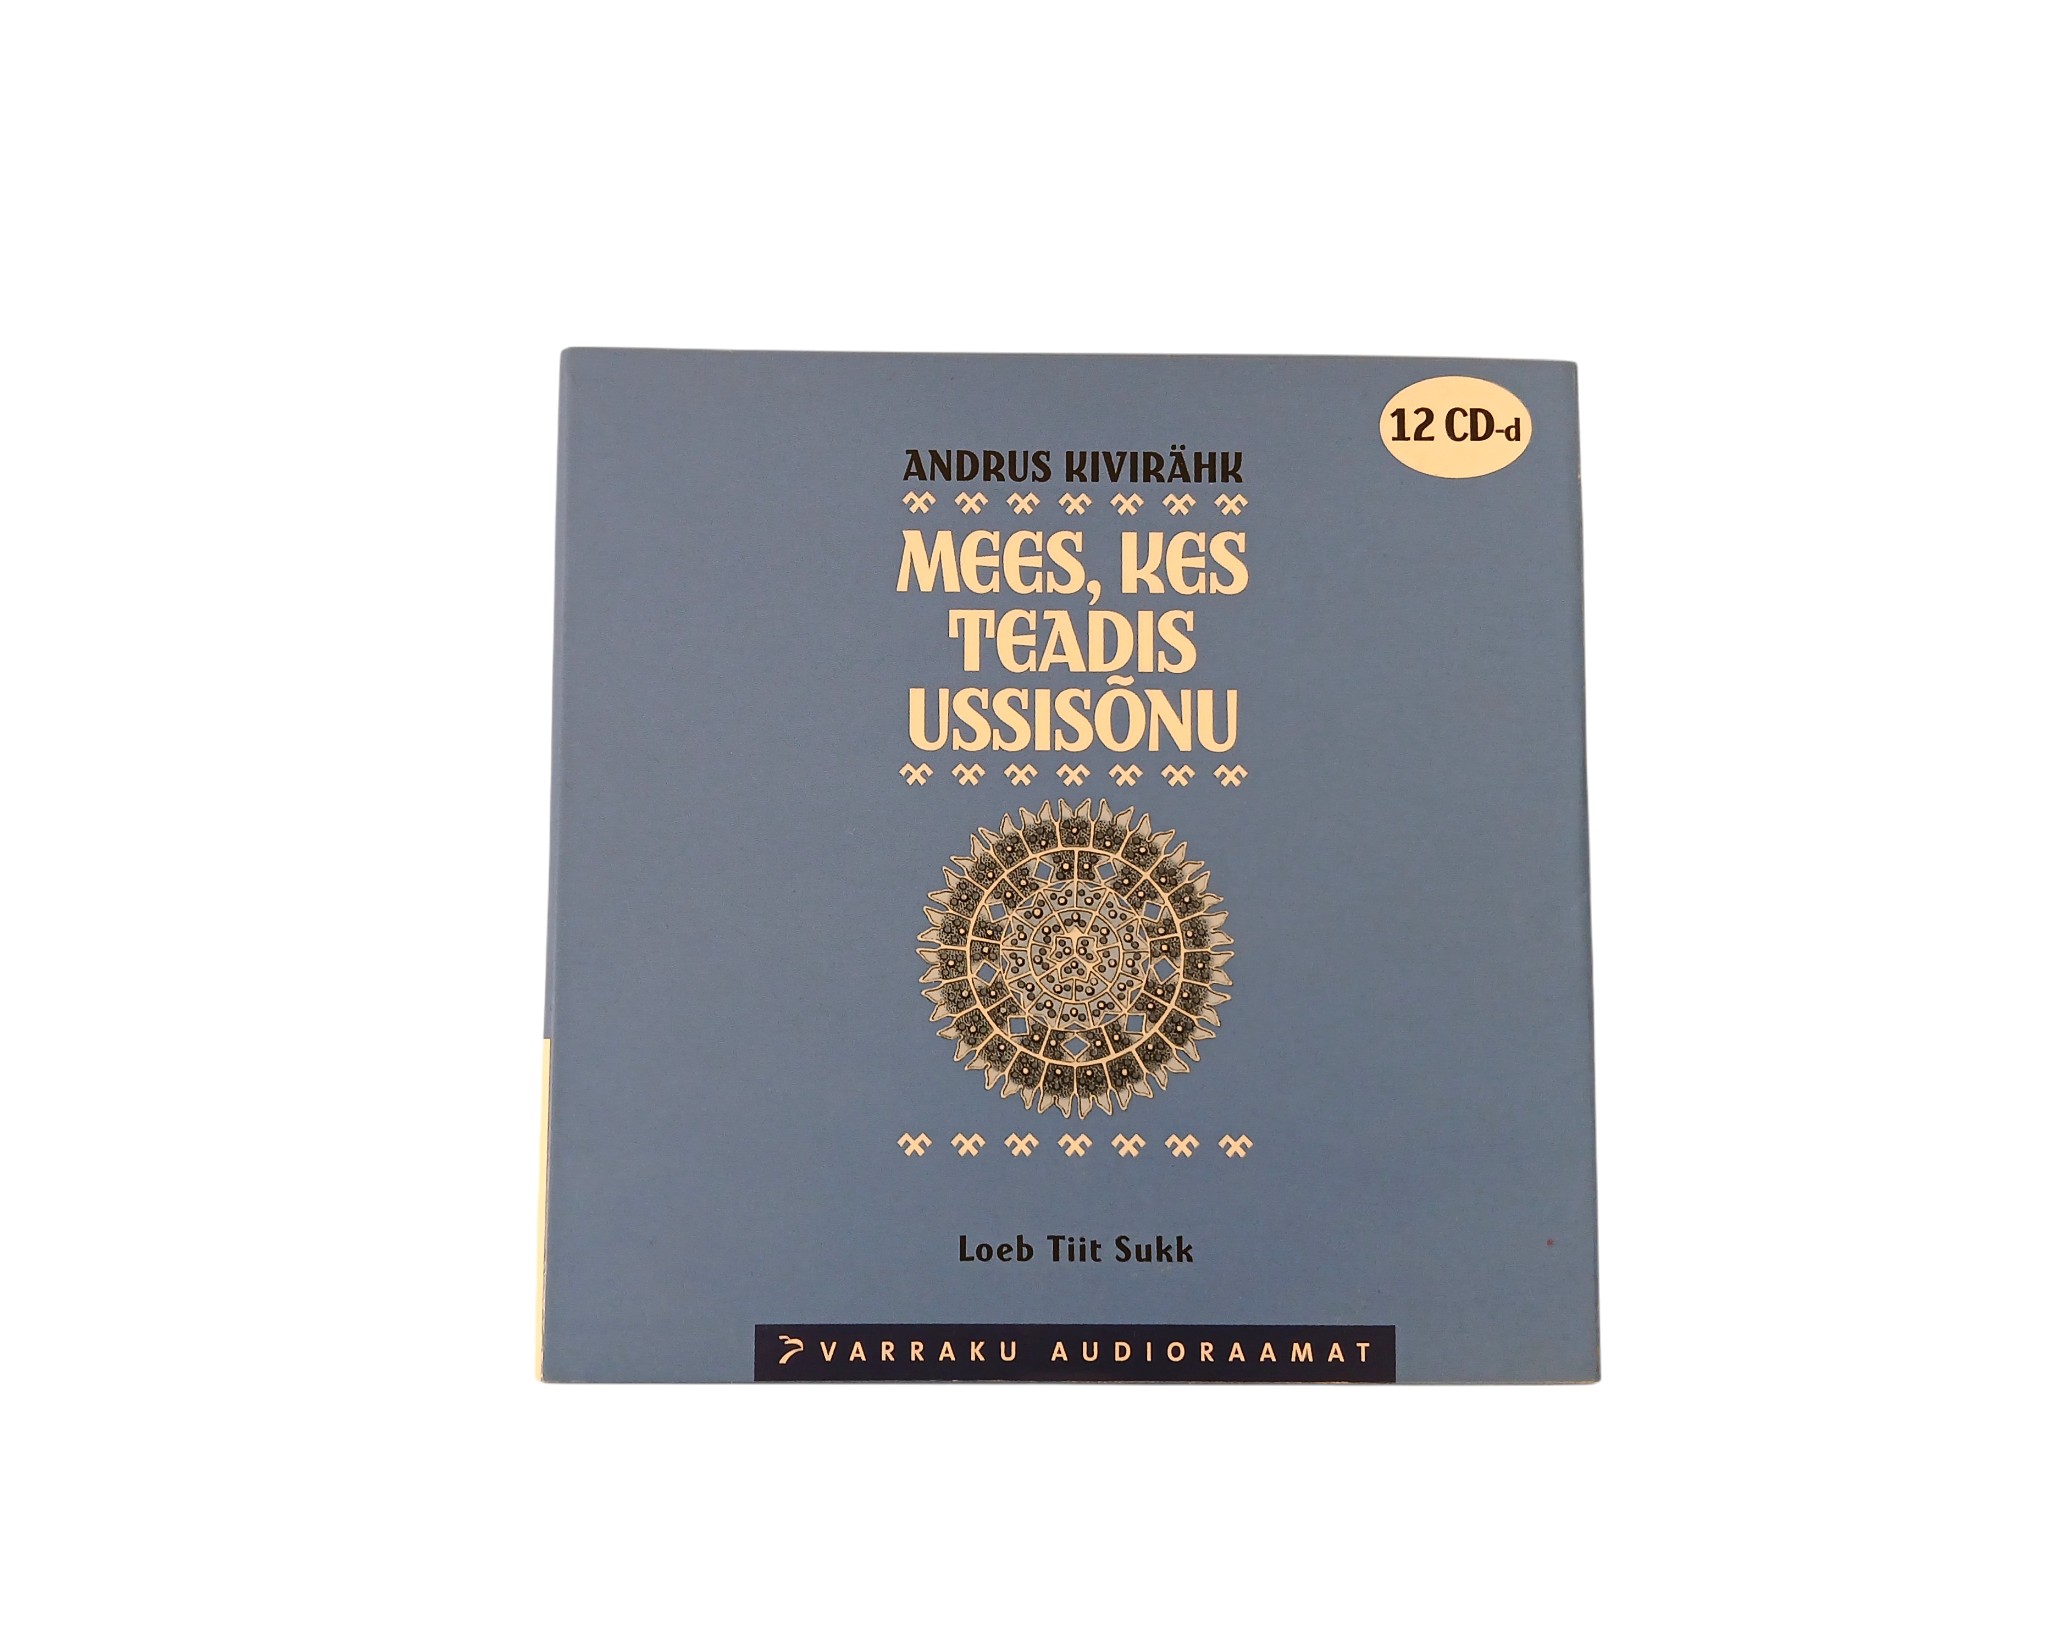 12 CD-d
ANDRUS KIVIRÄHK
MEES, KES
TEADIS
USSISÕNU
Loeb Tiit Sukk
VARRAKU AUDIORAAMAT